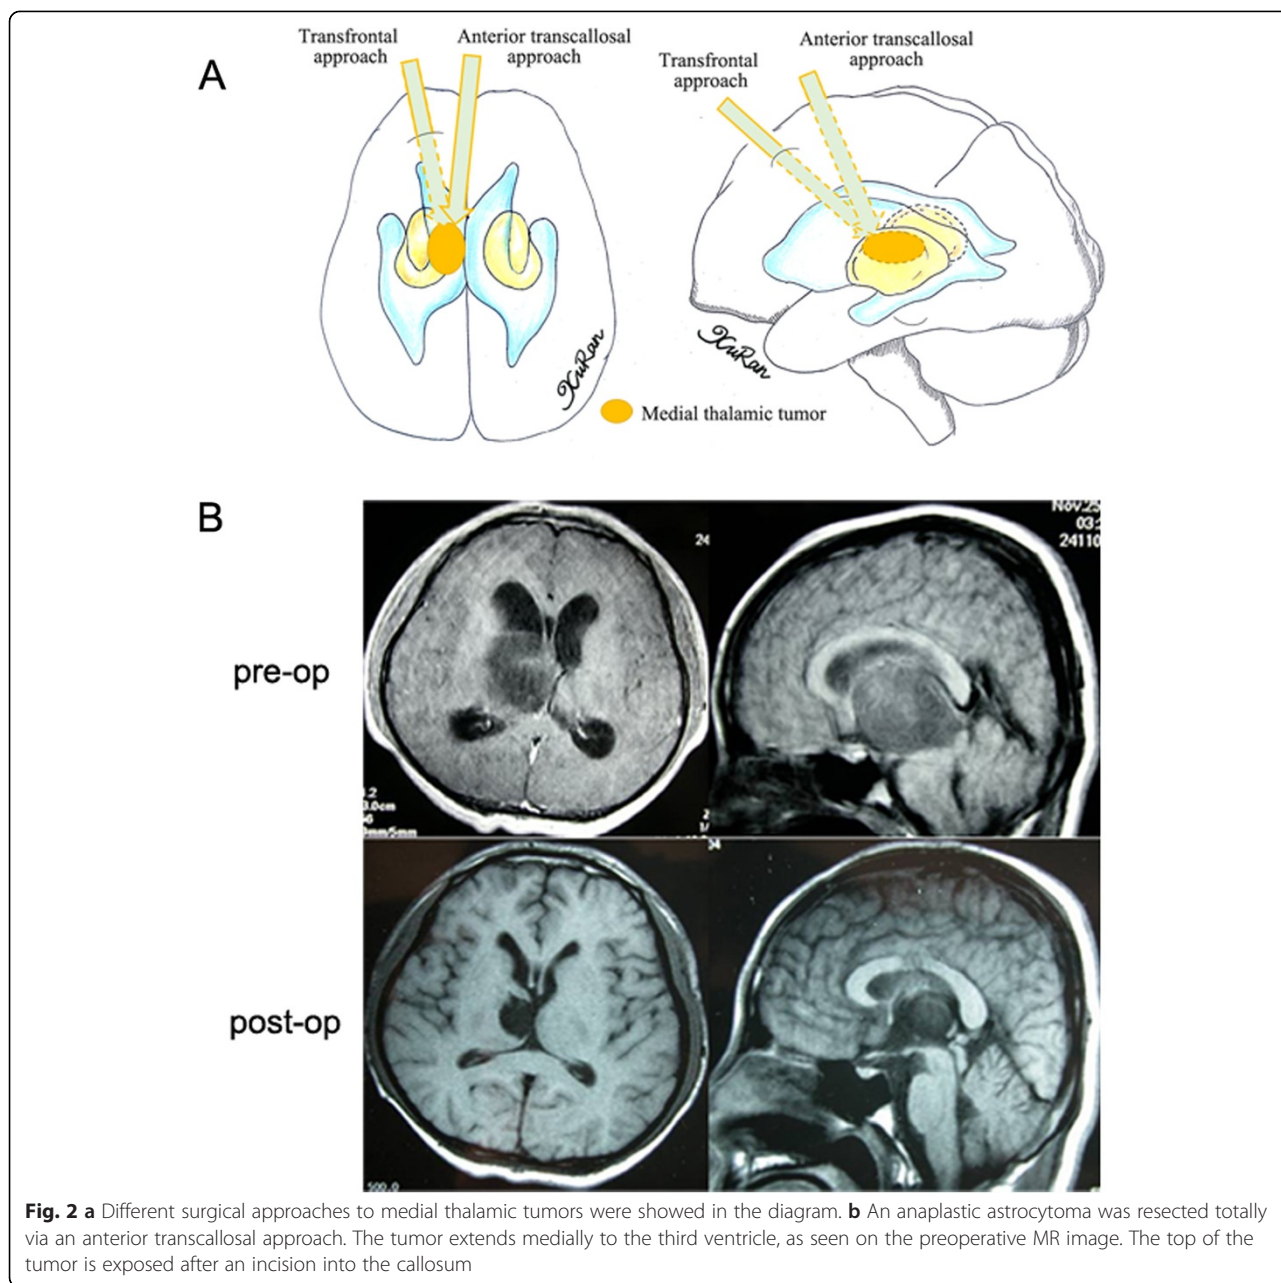 A
Transfrontal
approach
Anterior transcallosal
approach
Transfrontal
approach
Anterior transcallosal
approach
XuRan
XuRan
Medial thalamic tumor
B
pre-op
24
Nov.25
03:
24110
post-op
500.0
Fig. 2 a Different surgical approaches to medial thalamic tumors were showed in the diagram. b An anaplastic astrocytoma was resected totally
via an anterior transcallosal approach. The tumor extends medially to the third ventricle, as seen on the preoperative MR image. The top of the
tumor is exposed after an incision into the callosum